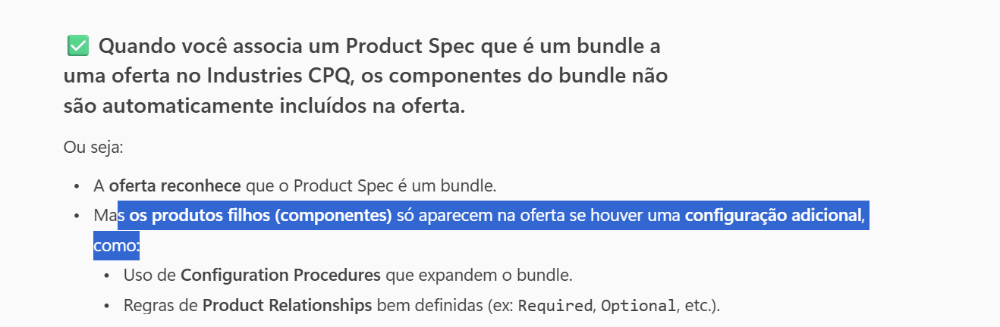 ✅ Quando você associa um Product Spec que é um bundle a
uma oferta no Industries CPQ, os componentes do bundle não
são automaticamente incluídos na oferta.
Ou seja:
• A oferta reconhece que o Product Spec é um bundle.
• Mas os produtos filhos (componentes) só aparecem na oferta se houver uma configuração adicional,
como:
• Uso de Configuration Procedures que expandem o bundle.
• Regras de Product Relationships bem definidas (ex: Required, Optional, etc.).